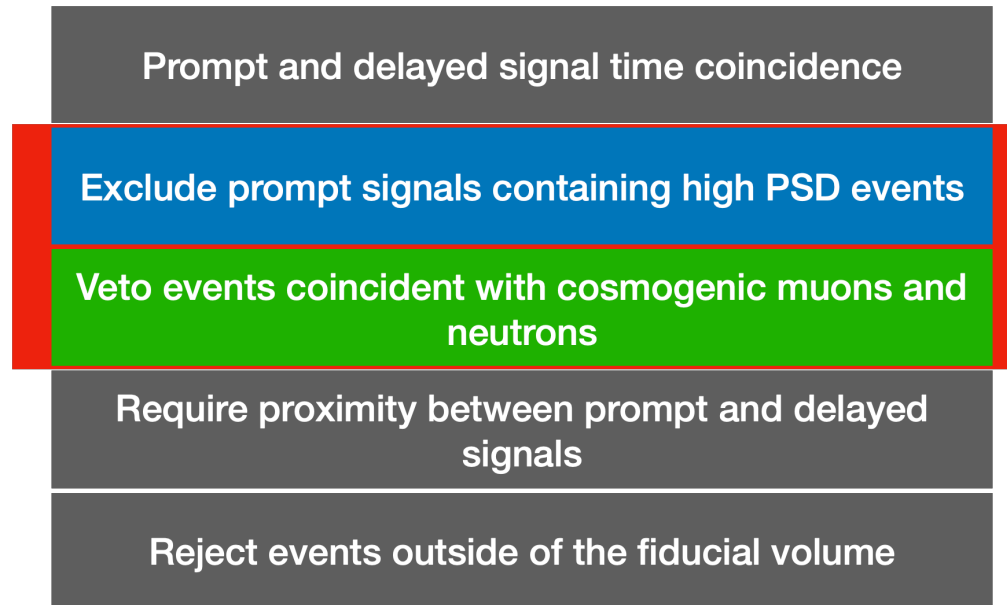 Prompt and delayed signal time coincidence
Exclude prompt signals containing high PSD events
Veto events coincident with cosmogenic muons and
neutrons
Require proximity between prompt and delayed
signals
Reject events outside of the fiducial volume